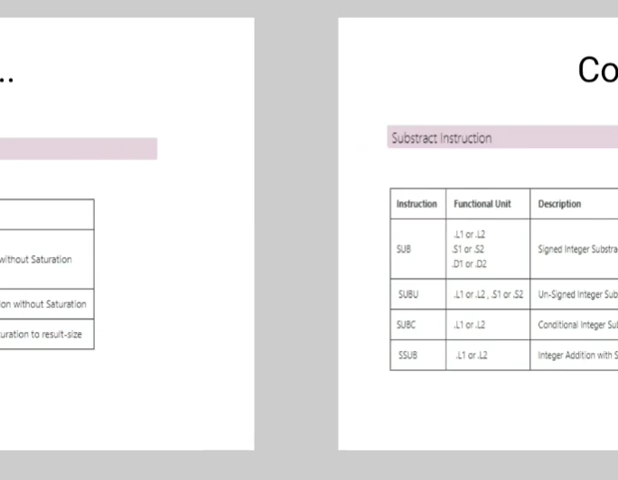 ..
without Saturation
on without Saturation
uration to result-size
Co
Substract Instruction
Instruction Functional Unit Description
SUB .L1 or .L2 .S1 or .S2 .D1 or .D2 Signed Integer Substra
SUBU .L1 or .L2 , .S1 or .S2 Un-Signed Integer Sub
SUBC .L1 or .L2 Conditional Integer Su
SSUB .L1 or .L2 Integer Addition with S